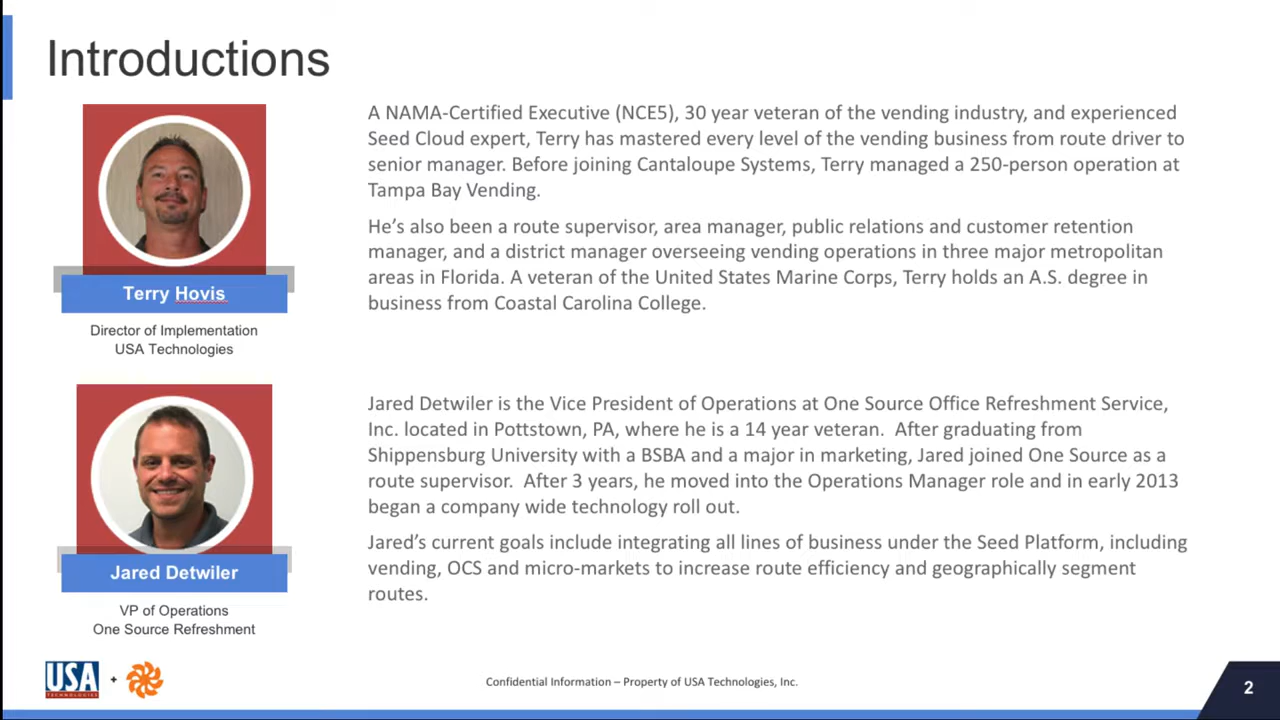 Introductions
A NAMA-Certified Executive (NCE5), 30 year veteran of the vending industry, and experienced
Seed Cloud expert, Terry has mastered every level of the vending business from route driver to
senior manager. Before joining Cantaloupe Systems, Terry managed a 250-person operation at
Tampa Bay Vending.
He’s also been a route supervisor, area manager, public relations and customer retention
manager, and a district manager overseeing vending operations in three major metropolitan
areas in Florida. A veteran of the United States Marine Corps, Terry holds an A.S. degree in
business from Coastal Carolina College.
Terry Hovis
Director of Implementation
USA Technologies
Jared Detwiler is the Vice President of Operations at One Source Office Refreshment Service,
Inc. located in Pottstown, PA, where he is a 14 year veteran.  After graduating from
Shippensburg University with a BSBA and a major in marketing, Jared joined One Source as a
route supervisor.  After 3 years, he moved into the Operations Manager role and in early 2013
began a company wide technology roll out.
Jared’s current goals include integrating all lines of business under the Seed Platform, including
vending, OCS and micro-markets to increase route efficiency and geographically segment
routes.
Jared Detwiler
VP of Operations
One Source Refreshment
USA
TECHNOLOGIES
+
Confidential Information – Property of USA Technologies, Inc.
2